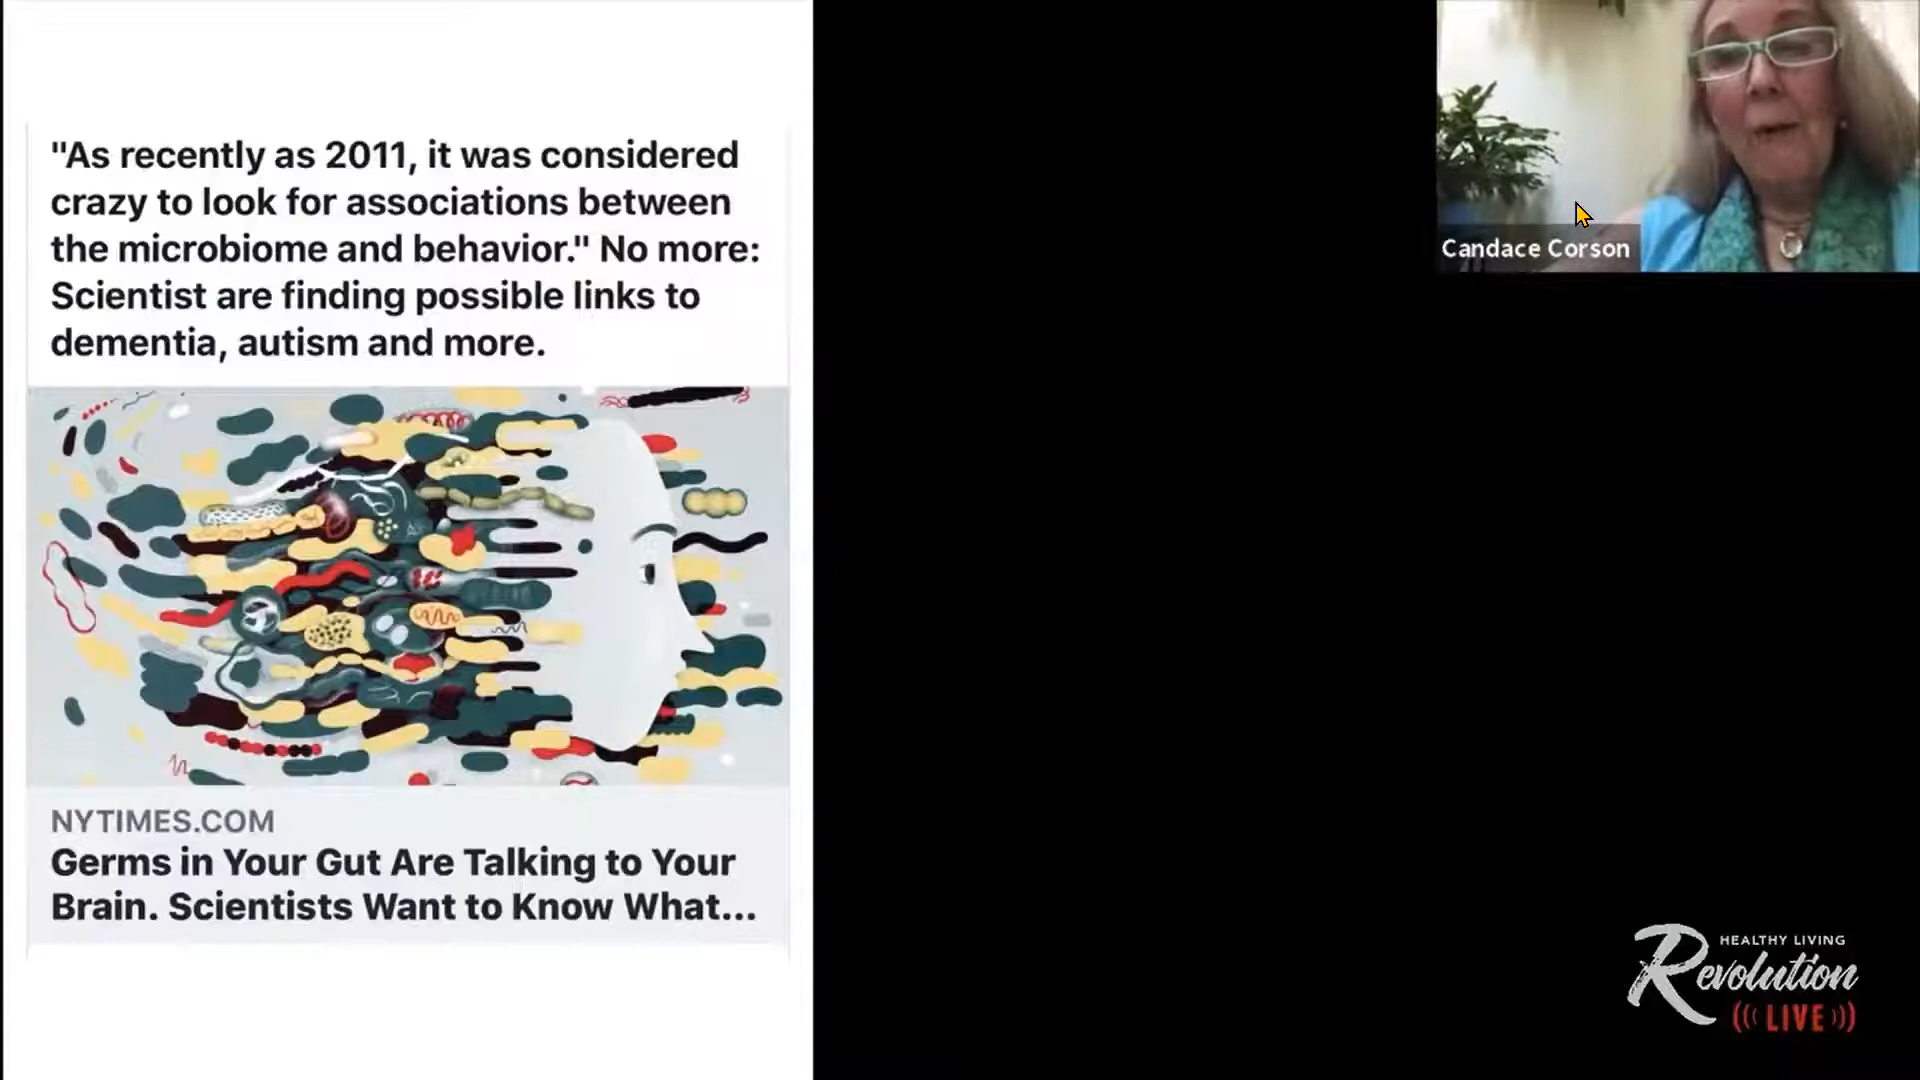 "As recently as 2011, it was considered
crazy to look for associations between
the microbiome and behavior." No more:
Scientist are finding possible links to
dementia, autism and more.
NYTIMES.COM
Germs in Your Gut Are Talking to Your
Brain. Scientists Want to Know What...
Candace Corson
HEALTHY LIVING
Revolution
((( LIVE )))